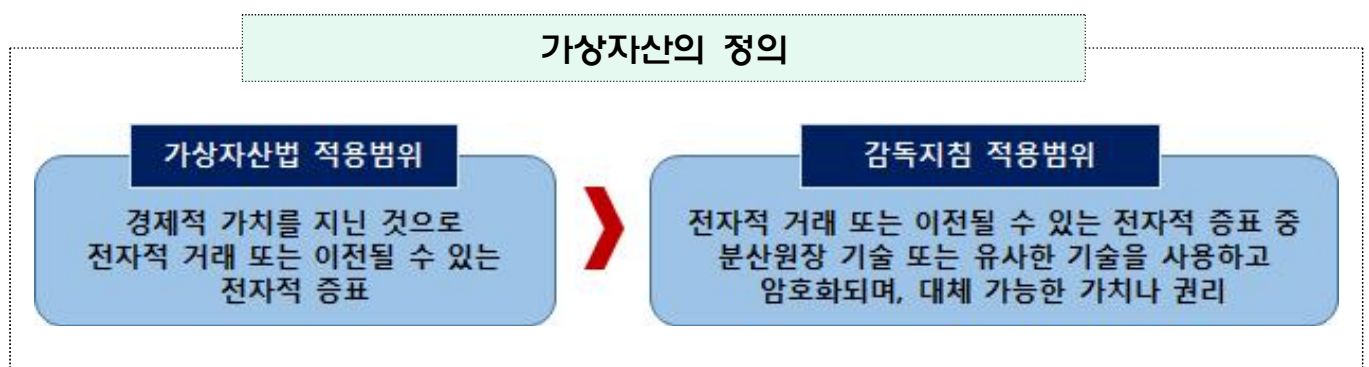 가상자산의 정의
가상자산법 적용범위
경제적 가치를 지닌 것으로
전자적 거래 또는 이전될 수 있는
전자적 증표
감독지침 적용범위
전자적 거래 또는 이전될 수 있는 전자적 증표 중
분산원장 기술 또는 유사한 기술을 사용하고
암호화되며, 대체 가능한 가치나 권리